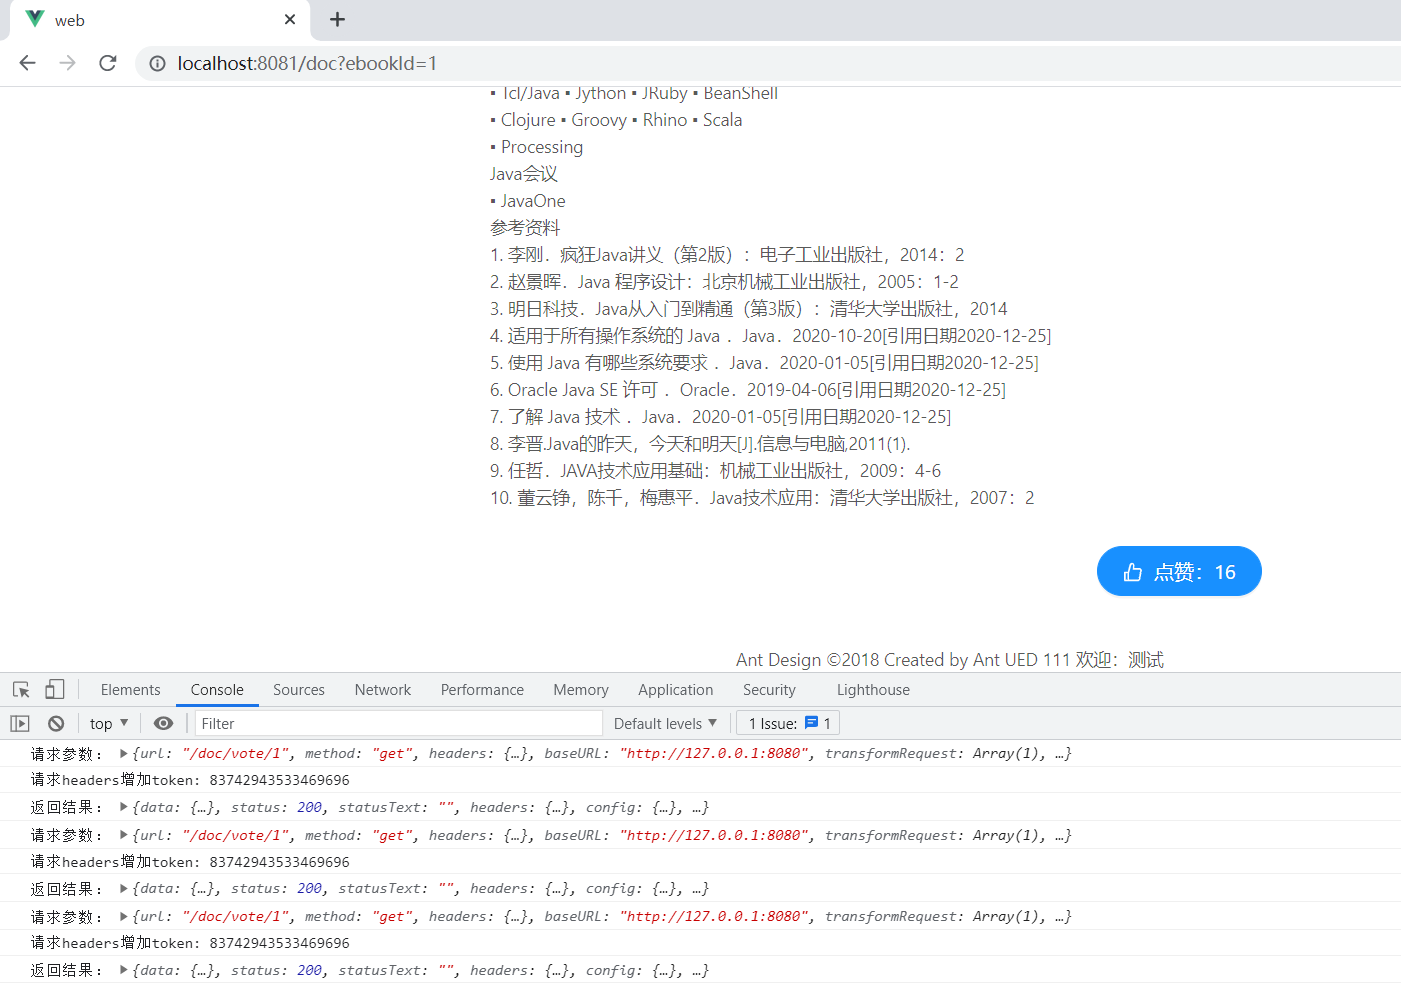 web
localhost:8081/doc?ebookId=1
▪ Tcl/Java ▪ Jython ▪ JRuby ▪ BeanShell
▪ Clojure ▪ Groovy ▪ Rhino ▪ Scala
▪ Processing
Java会议
▪ JavaOne
参考资料
1. 李刚．疯狂Java讲义（第2版）：电子工业出版社，2014：2
2. 赵景晖．Java 程序设计：北京机械工业出版社，2005：1-2
3. 明日科技．Java从入门到精通（第3版）：清华大学出版社，2014
4. 适用于所有操作系统的 Java ．Java．2020-10-20[引用日期2020-12-25]
5. 使用 Java 有哪些系统要求 ．Java．2020-01-05[引用日期2020-12-25]
6. Oracle Java SE 许可 ．Oracle．2019-04-06[引用日期2020-12-25]
7. 了解 Java 技术 ．Java．2020-01-05[引用日期2020-12-25]
8. 李晋.Java的昨天，今天和明天[J].信息与电脑,2011(1).
9. 任哲．JAVA技术应用基础：机械工业出版社，2009：4-6
10. 董云铮，陈千，梅惠平．Java技术应用：清华大学出版社，2007：2
点赞：16
Ant Design ©2018 Created by Ant UED 111 欢迎：测试
Elements Console Sources Network Performance Memory Application Security Lighthouse
top ▼ Filter Default levels ▼ 1 Issue: 1
请求参数： ▶{url: "/doc/vote/1", method: "get", headers: {…}, baseURL: "http://127.0.0.1:8080", transformRequest: Array(1), …}
请求headers增加token: 83742943533469696
返回结果： ▶{data: {…}, status: 200, statusText: "", headers: {…}, config: {…}, …}
请求参数： ▶{url: "/doc/vote/1", method: "get", headers: {…}, baseURL: "http://127.0.0.1:8080", transformRequest: Array(1), …}
请求headers增加token: 83742943533469696
返回结果： ▶{data: {…}, status: 200, statusText: "", headers: {…}, config: {…}, …}
请求参数： ▶{url: "/doc/vote/1", method: "get", headers: {…}, baseURL: "http://127.0.0.1:8080", transformRequest: Array(1), …}
请求headers增加token: 83742943533469696
返回结果： ▶{data: {…}, status: 200, statusText: "", headers: {…}, config: {…}, …}